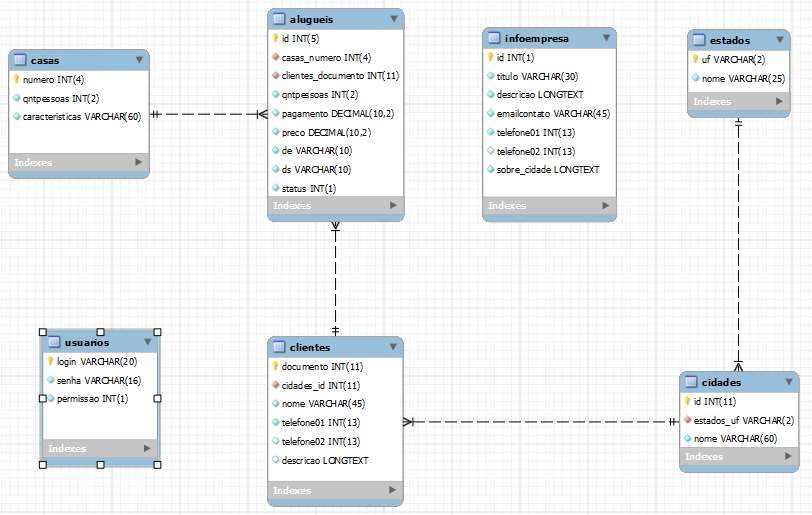 casas
numero INT(4)
qntpessoas INT(2)
caracteristicas VARCHAR(60)
Indexes
alugueis
id INT(5)
casas_numero INT(4)
clientes_documento INT(11)
qntpessoas INT(2)
pagamento DECIMAL(10,2)
preco DECIMAL(10,2)
de VARCHAR(10)
ds VARCHAR(10)
status INT(1)
Indexes
infoempresa
id INT(1)
titulo VARCHAR(30)
descricao LONGTEXT
emailcontato VARCHAR(45)
telefone01 INT(13)
telefone02 INT(13)
sobre_cidade LONGTEXT
Indexes
estados
uf VARCHAR(2)
nome VARCHAR(25)
Indexes
usuarios
login VARCHAR(20)
senha VARCHAR(16)
permissao INT(1)
Indexes
clientes
documento INT(11)
cidades_id INT(11)
nome VARCHAR(45)
telefone01 INT(13)
telefone02 INT(13)
descricao LONGTEXT
Indexes
cidades
id INT(11)
estados_uf VARCHAR(2)
nome VARCHAR(60)
Indexes